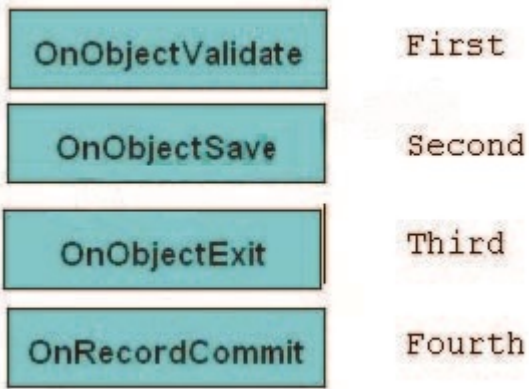 OnObjectValidate First
OnObjectSave Second
OnObjectExit Third
OnRecordCommit Fourth